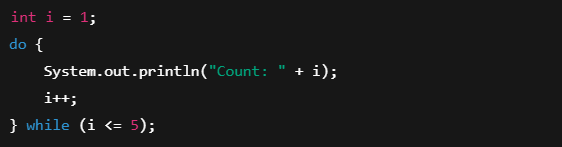 int i = 1;
do {
    System.out.println("Count: " + i);
    i++;
} while (i <= 5);